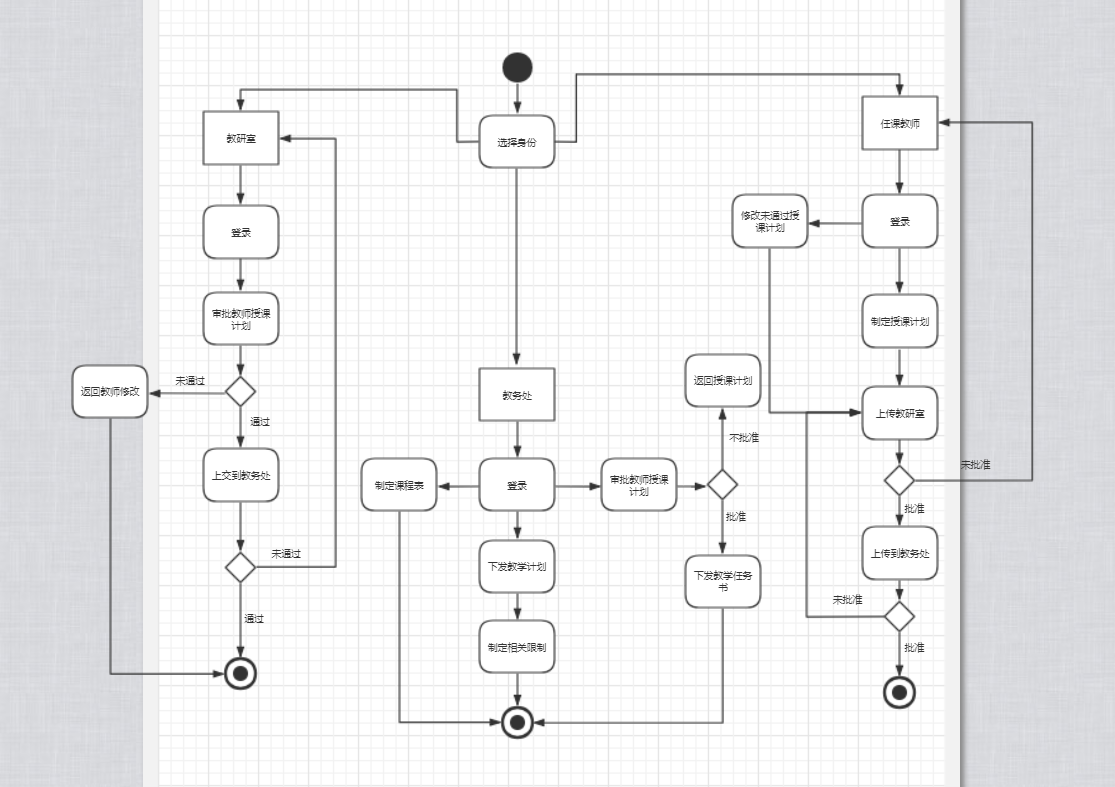 选择身份
教研室
登录
审批教师授课
计划
未通过
返回教师修改
通过
上交到教务处
未通过
通过
教务处
登录
制定课程表
下发教学计划
制定相关限制
审批教师授课
计划
不批准
返回授课计划
批准
下发教学任务
书
任课教师
登录
修改未通过授
课计划
制定授课计划
上传教研室
未批准
批准
上传到教务处
未批准
批准